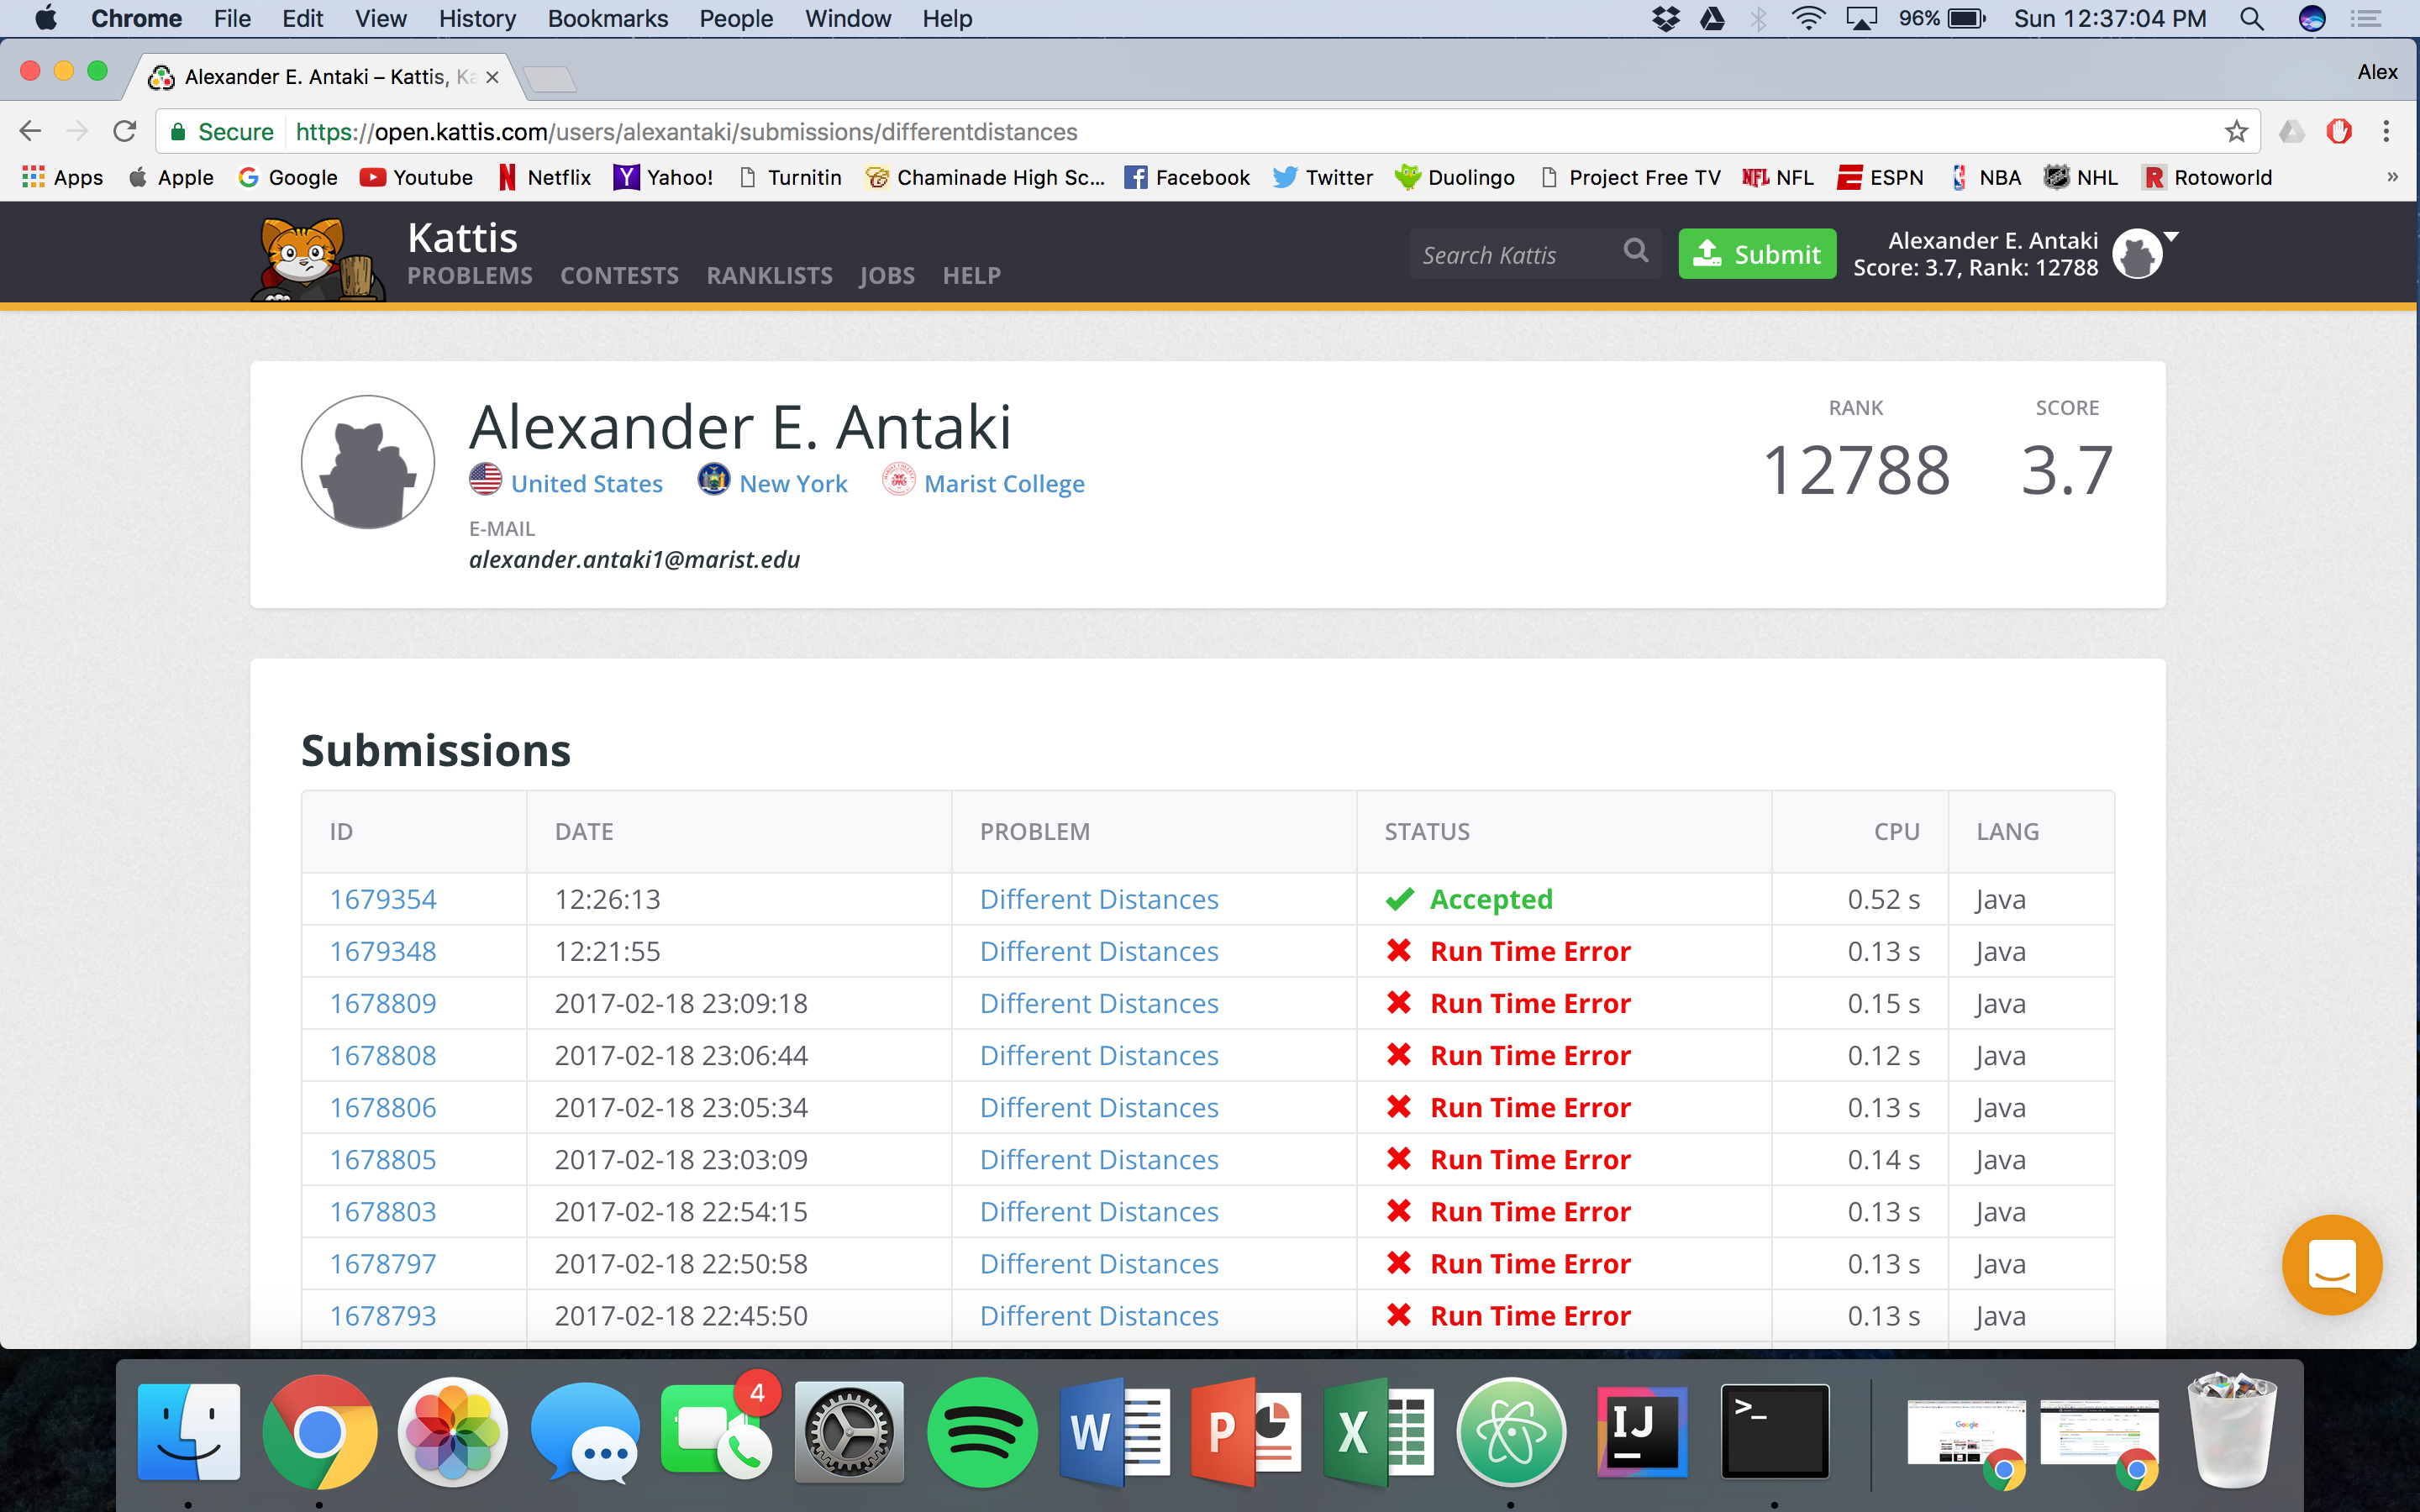 Chrome File Edit View History Bookmarks People Window Help 96% Sun 12:37:04 PM
Alexander E. Antaki – Kattis, Ka Alex
Secure https://open.kattis.com/users/alexantaki/submissions/differentdistances
Apps Apple Google Youtube Netflix Yahoo! Turnitin Chaminade High Sc... Facebook Twitter Duolingo Project Free TV NFL NFL ESPN NBA NHL Rotoworld »
Kattis
PROBLEMS CONTESTS RANKLISTS JOBS HELP
Search Kattis Submit
Alexander E. Antaki
Score: 3.7, Rank: 12788
Alexander E. Antaki
United States New York Marist College
E-MAIL
alexander.antaki1@marist.edu
RANK SCORE
12788 3.7
Submissions
ID DATE PROBLEM STATUS CPU LANG
1679354 12:26:13 Different Distances Accepted 0.52 s Java
1679348 12:21:55 Different Distances Run Time Error 0.13 s Java
1678809 2017-02-18 23:09:18 Different Distances Run Time Error 0.15 s Java
1678808 2017-02-18 23:06:44 Different Distances Run Time Error 0.12 s Java
1678806 2017-02-18 23:05:34 Different Distances Run Time Error 0.13 s Java
1678805 2017-02-18 23:03:09 Different Distances Run Time Error 0.14 s Java
1678803 2017-02-18 22:54:15 Different Distances Run Time Error 0.13 s Java
1678797 2017-02-18 22:50:58 Different Distances Run Time Error 0.13 s Java
1678793 2017-02-18 22:45:50 Different Distances Run Time Error 0.13 s Java
4 W P X IJ >_ Google